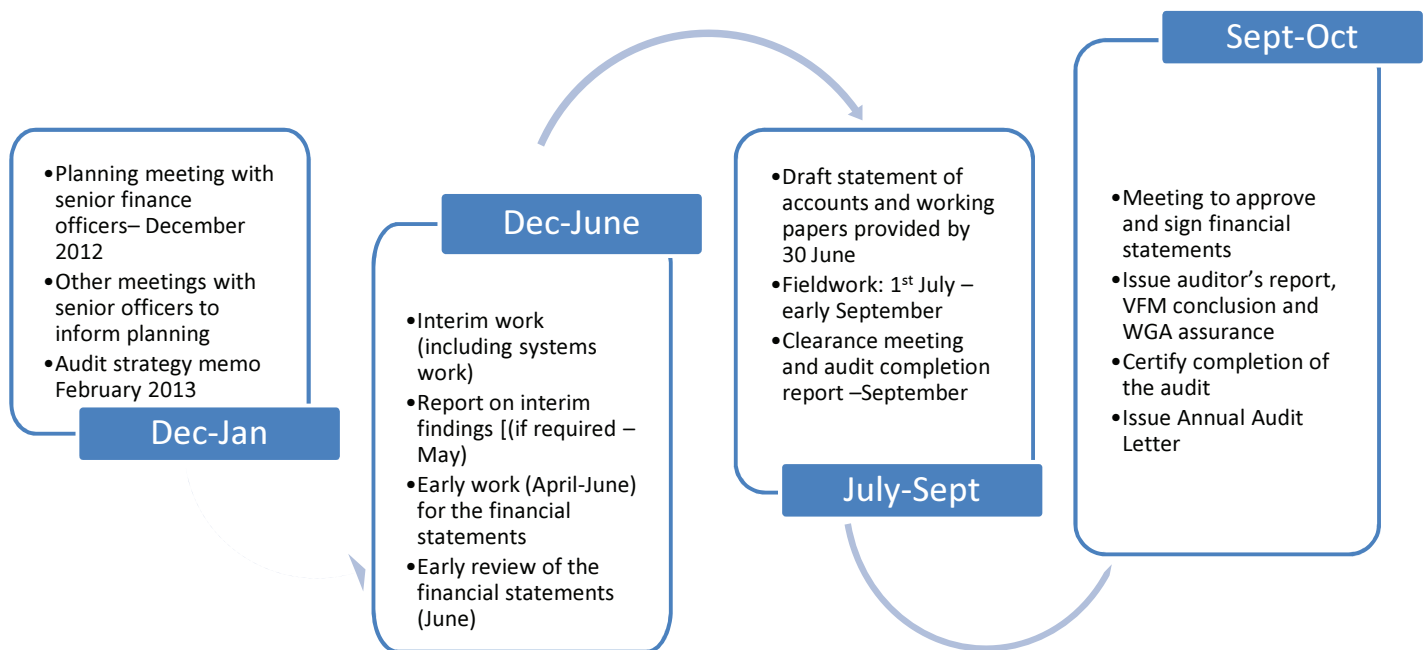 •Planning meeting with
senior finance
officers– December
2012
•Other meetings with
senior officers to
inform planning
•Audit strategy memo
February 2013
Dec-Jan
Dec-June
•Interim work
(including systems
work)
•Report on interim
findings [(if required –
May)
•Early work (April-June)
for the financial
statements
•Early review of the
financial statements
(June)
•Draft statement of
accounts and working
papers provided by
30 June
•Fieldwork: 1st July –
early September
•Clearance meeting
and audit completion
report –September
July-Sept
Sept-Oct
•Meeting to approve
and sign financial
statements
•Issue auditor’s report,
VFM conclusion and
WGA assurance
•Certify completion of
the audit
•Issue Annual Audit
Letter